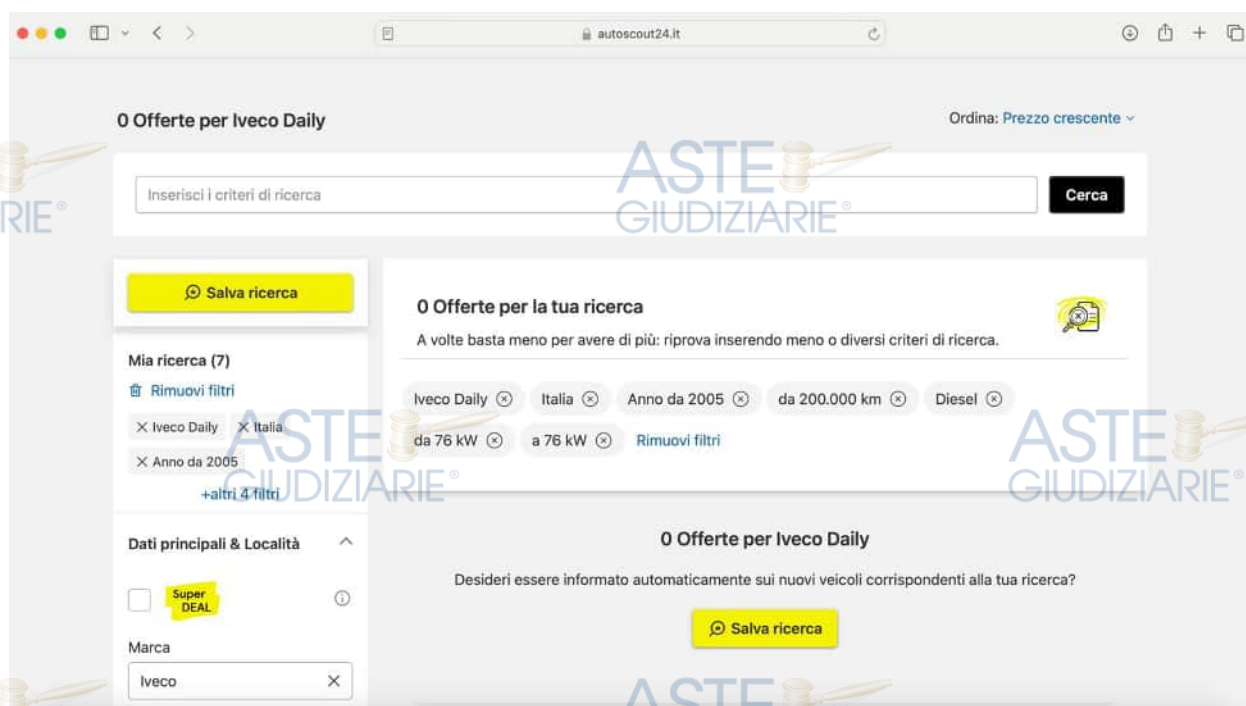 autoscout24.it
0 Offerte per Iveco Daily
Ordina: Prezzo crescente
ASTE
GIUDIZIARIE®
RIE®
Inserisci i criteri di ricerca
Cerca
Salva ricerca
0 Offerte per la tua ricerca
A volte basta meno per avere di più: riprova inserendo meno o diversi criteri di ricerca.
Mia ricerca (7)
Rimuovi filtri
Iveco Daily Italia
Anno da 2005
+altri 4 filtri
Iveco Daily Italia Anno da 2005 da 200.000 km Diesel
da 76 kW a 76 kW Rimuovi filtri
ASTE
GIUDIZIARIE®
ASTE
GIUDIZIARIE®
Dati principali & Località
Super
DEAL
Marca
Iveco
0 Offerte per Iveco Daily
Desideri essere informato automaticamente sui nuovi veicoli corrispondenti alla tua ricerca?
Salva ricerca
ASTE